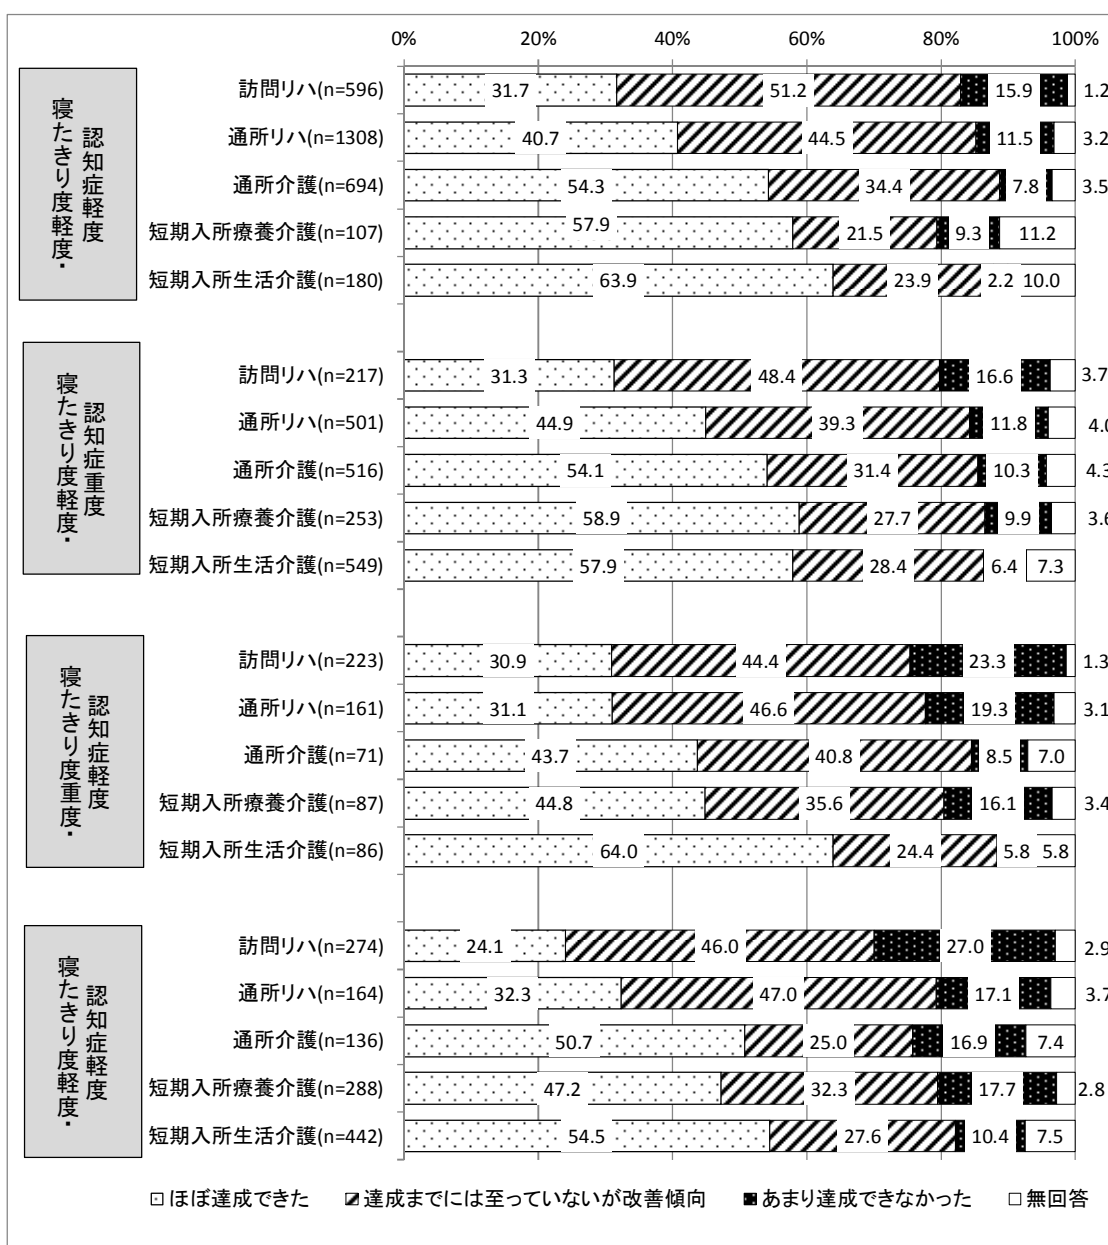 0% 20% 40% 60% 80% 100%
寝たきり度軽度・
認知症軽度
訪問リハ(n=596) 31.7 51.2 15.9 1.2
通所リハ(n=1308) 40.7 44.5 11.5 3.2
通所介護(n=694) 54.3 34.4 7.8 3.5
短期入所療養介護(n=107) 57.9 21.5 9.3 11.2
短期入所生活介護(n=180) 63.9 23.9 2.2 10.0
寝たきり度軽度・
認知症重度
訪問リハ(n=217) 31.3 48.4 16.6 3.7
通所リハ(n=501) 44.9 39.3 11.8 4.0
通所介護(n=516) 54.1 31.4 10.3 4.3
短期入所療養介護(n=253) 58.9 27.7 9.9 3.6
短期入所生活介護(n=549) 57.9 28.4 6.4 7.3
寝たきり度重度・
認知症軽度
訪問リハ(n=223) 30.9 44.4 23.3 1.3
通所リハ(n=161) 31.1 46.6 19.3 3.1
通所介護(n=71) 43.7 40.8 8.5 7.0
短期入所療養介護(n=87) 44.8 35.6 16.1 3.4
短期入所生活介護(n=86) 64.0 24.4 5.8 5.8
寝たきり度軽度・
認知症軽度
訪問リハ(n=274) 24.1 46.0 27.0 2.9
通所リハ(n=164) 32.3 47.0 17.1 3.7
通所介護(n=136) 50.7 25.0 16.9 7.4
短期入所療養介護(n=288) 47.2 32.3 17.7 2.8
短期入所生活介護(n=442) 54.5 27.6 10.4 7.5
ほぼ達成できた 達成までには至っていないが改善傾向 あまり達成できなかった 無回答